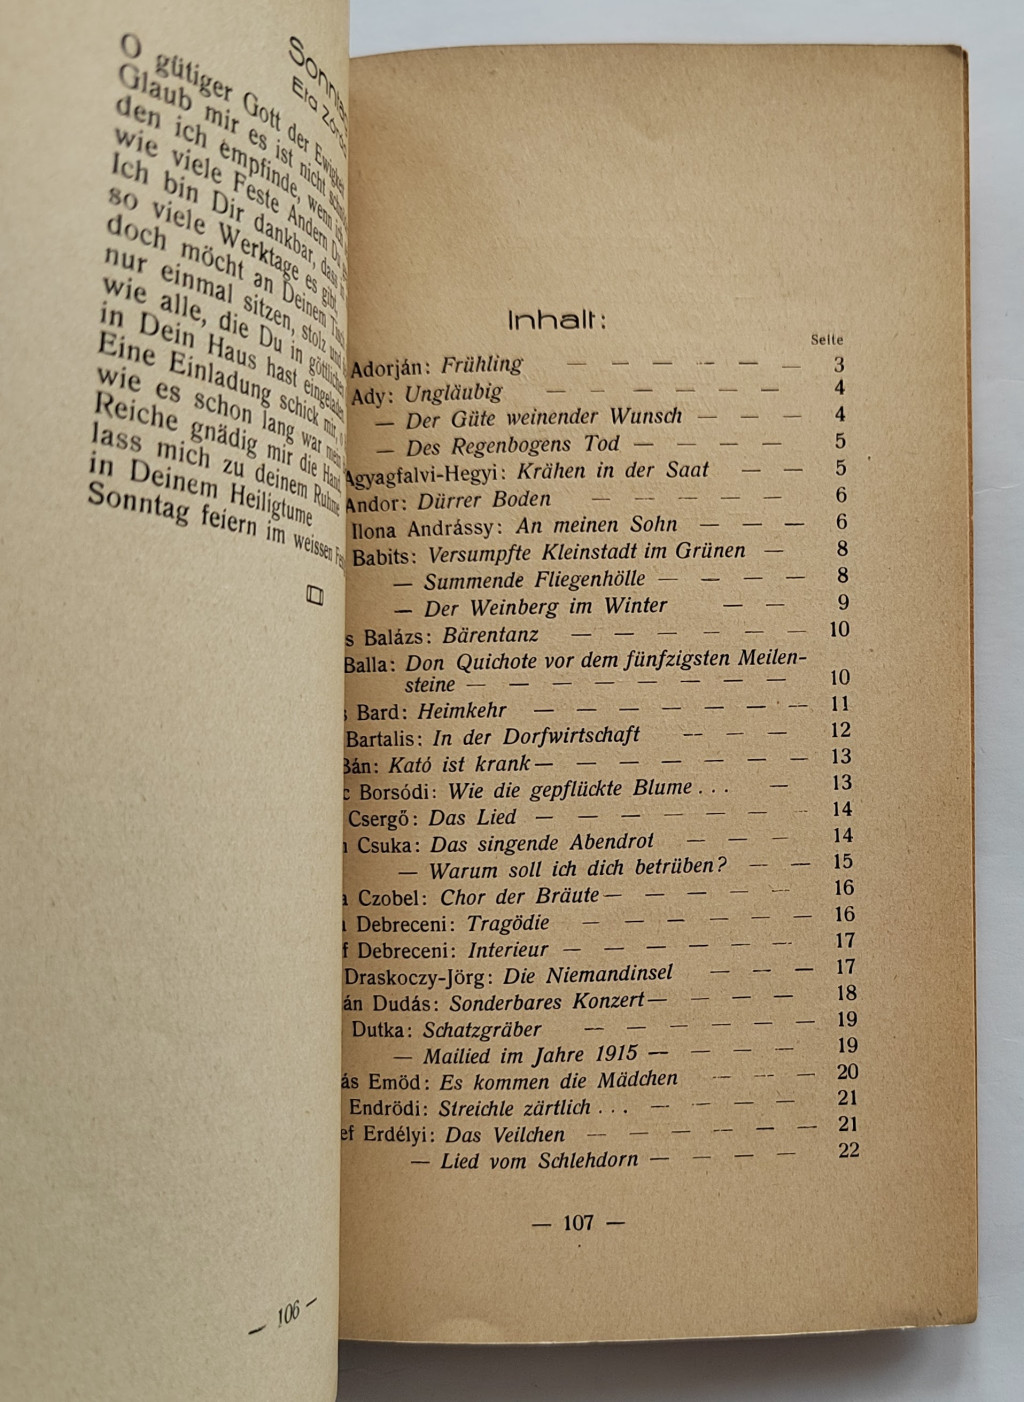 Era
O gütiger Gott der
Glaub mir es ist nicht
den ich empfinde, wenn
wie viele Feste Andern Du
Ich bin Dir dankbar, dass
so viele Werktage es gibt,
doch möcht an Deinem
nur einmal sitzen, stolz und
wie alle, die Du in
in Dein Haus hast eingeladen
Eine Einladung schick mir,
wie es schon lang war mein
Reiche gnädig mir die Hand
lass mich zu deinem Ruhme
in Deinem Heiligtume
Sonntag feiern im weissen
— 106 —
Inhalt:
Seite
Adorján: Frühling — — — — — — 3
Ady: Ungläubig — — — — — — 4
— Der Güte weinender Wunsch — — — 4
— Des Regenbogens Tod — — — — 5
Agyagfalvi-Hegyi: Krähen in der Saat — — 5
Andor: Dürrer Boden — — — — — 6
Ilona Andrássy: An meinen Sohn — — — 6
Babits: Versumpfte Kleinstadt im Grünen — 8
— Summende Fliegenhölle — — — — 8
— Der Weinberg im Winter — — 9
Balázs: Bärentanz — — — — — — 10
Balla: Don Quichote vor dem fünfzigsten Meilen-
steine — — — — — — — — 10
Bard: Heimkehr — — — — — — — 11
Bartalis: In der Dorfwirtschaft — — — 12
Bán: Kató ist krank — — — — — — — 13
Borsódi: Wie die gepflückte Blume . . . — 13
Csergő: Das Lied — — — — — — 14
Csuka: Das singende Abendrot — — — 14
— Warum soll ich dich betrüben? — — 15
Czobel: Chor der Bräute — — — — — 16
Debreceni: Tragödie — — — — — — 16
Debreceni: Interieur — — — — — — 17
Draskoczy-Jörg: Die Niemandinsel — — — 17
Dudás: Sonderbares Konzert — — — — 18
Dutka: Schatzgräber — — — — — — 19
— Mailied im Jahre 1915 — — — — 19
Emöd: Es kommen die Mädchen — — — 20
Endrödi: Streichle zärtlich . . . — — — — 21
Erdélyi: Das Veilchen — — — — — — 21
— Lied vom Schlehdorn — — — — 22
— 107 —